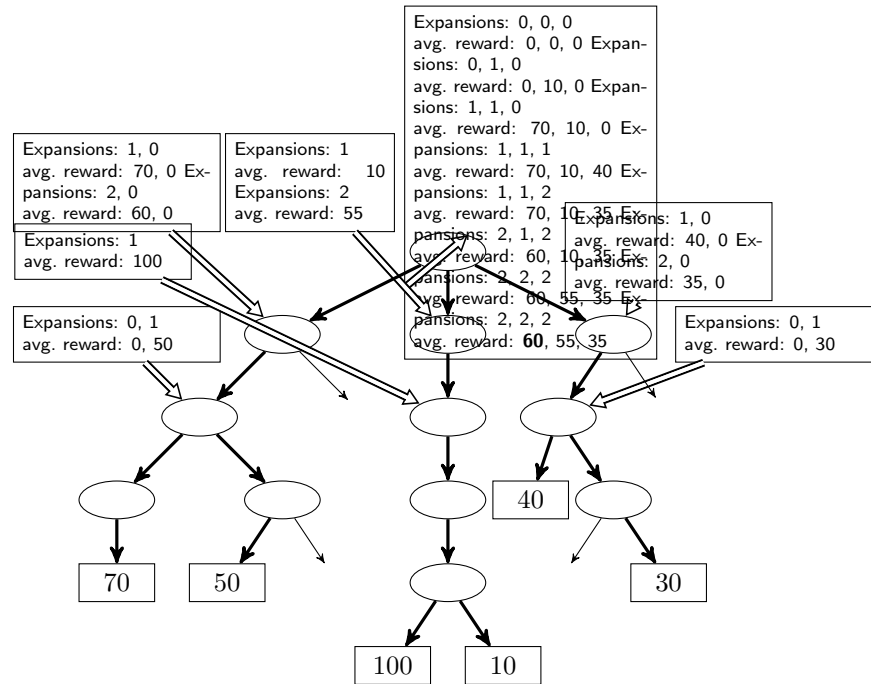 Expansions: 0, 0, 0
avg. reward: 0, 0, 0 Expan-
sions: 0, 1, 0
avg. reward: 0, 10, 0 Expan-
sions: 1, 1, 0
avg. reward: 70, 10, 0 Ex-
pansions: 1, 1, 1
avg. reward: 70, 10, 40 Ex-
pansions: 1, 1, 2
avg. reward: 70, 10, 35 Ex-
pansions: 2, 1, 2
avg. reward: 60, 10, 35 Ex-
pansions: 2, 2, 2
avg. reward: 60, 55, 35 Ex-
pansions: 2, 2, 2
avg. reward: 60, 55, 35
Expansions: 1, 0
avg. reward: 70, 0 Ex-
pansions: 2, 0
avg. reward: 60, 0
Expansions: 1
avg. reward: 10
Expansions: 2
avg. reward: 55
Expansions: 1, 0
avg. reward: 40, 0 Ex-
pansions: 2, 0
avg. reward: 35, 0
Expansions: 1
avg. reward: 100
Expansions: 0, 1
avg. reward: 0, 50
Expansions: 0, 1
avg. reward: 0, 30
40
70
50
30
100
10